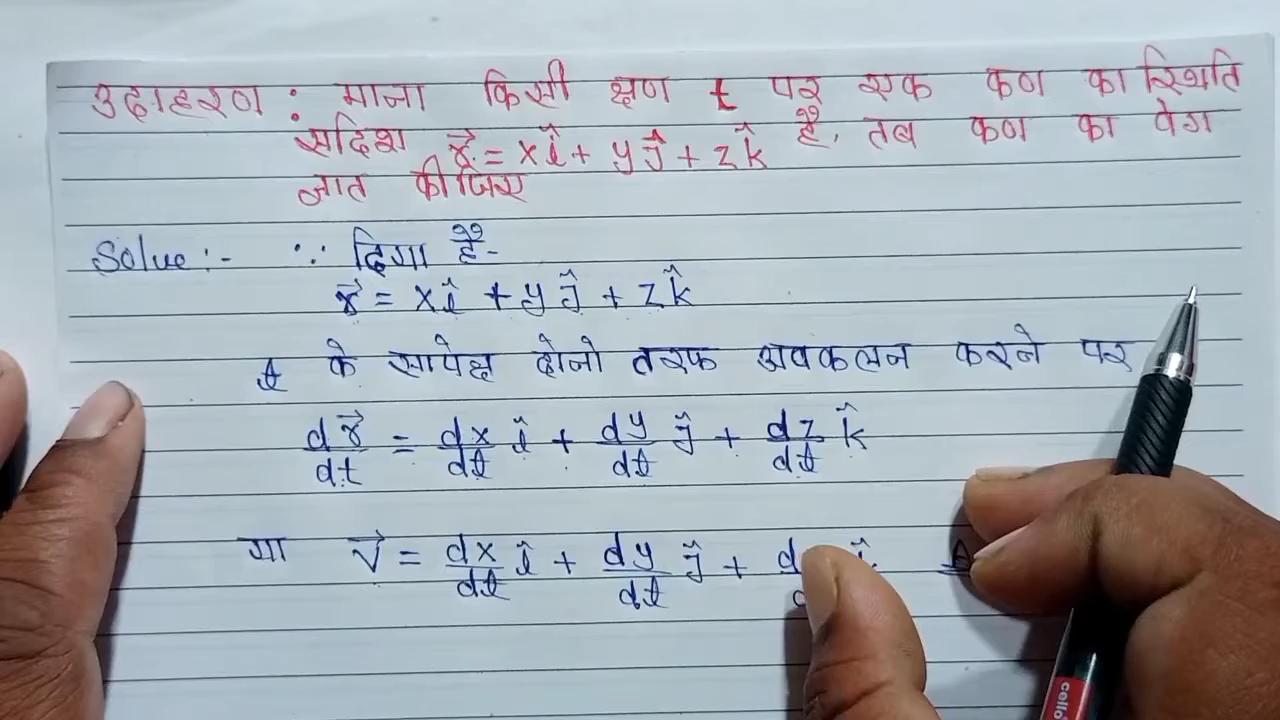 उदाहरण : माना किसी क्षण t पर एक कण का स्थिति
सदिश r⃗ = xî + yĵ + zk̂ है, तब कण का वेग
ज्ञात कीजिए
Solve:- ∵ दिया है-
r⃗ = xî + yĵ + zk̂
t के सापेक्ष दोनो तरफ अवकलन करने पर
dr⃗/dt = dx/dt î + dy/dt ĵ + dz/dt k̂
या V⃗ = dx/dt î + dy/dt ĵ +
cello